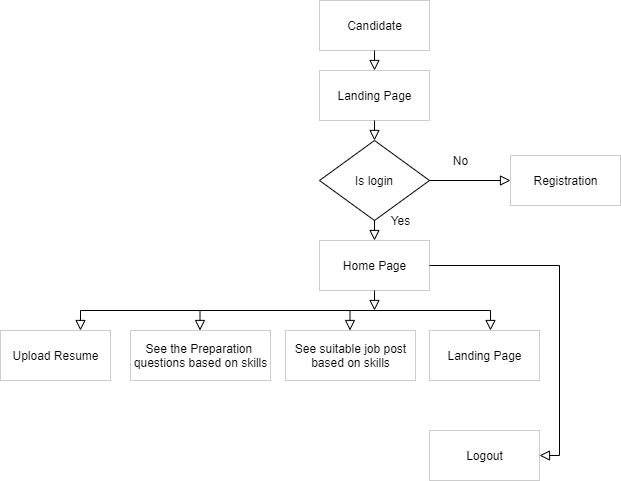 Candidate
Landing Page
No
Is login
Registration
Yes
Home Page
Upload Resume
See the Preparation
questions based on skills
See suitable job post
based on skills
Landing Page
Logout